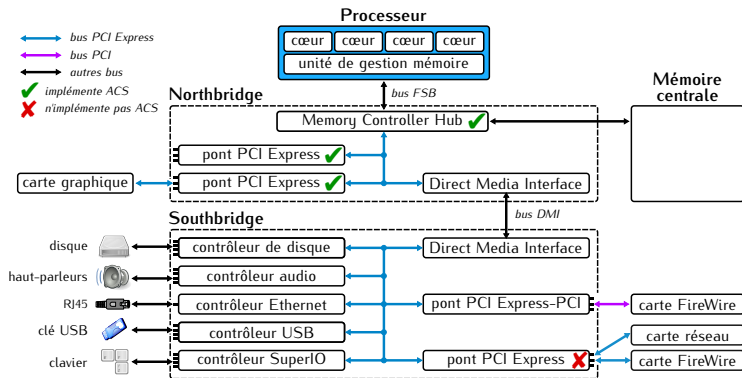 Processeur
bus PCI Express
bus PCI
autres bus
implémente ACS
n'implémente pas ACS
cœur cœur cœur cœur
unité de gestion mémoire
bus FSB
Northbridge
Mémoire
centrale
Memory Controller Hub
pont PCI Express
carte graphique
pont PCI Express
Direct Media Interface
bus DMI
Southbridge
disque
contrôleur de disque
Direct Media Interface
haut-parleurs
contrôleur audio
RJ45
contrôleur Ethernet
pont PCI Express-PCI
carte FireWire
clé USB
contrôleur USB
carte réseau
clavier
contrôleur SuperIO
pont PCI Express
carte FireWire